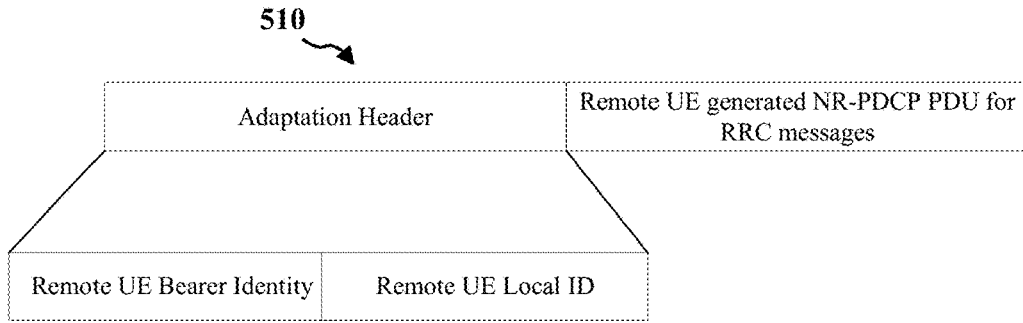 510
Adaptation Header
Remote UE generated NR-PDCP PDU for
RRC messages
Remote UE Bearer Identity
Remote UE Local ID